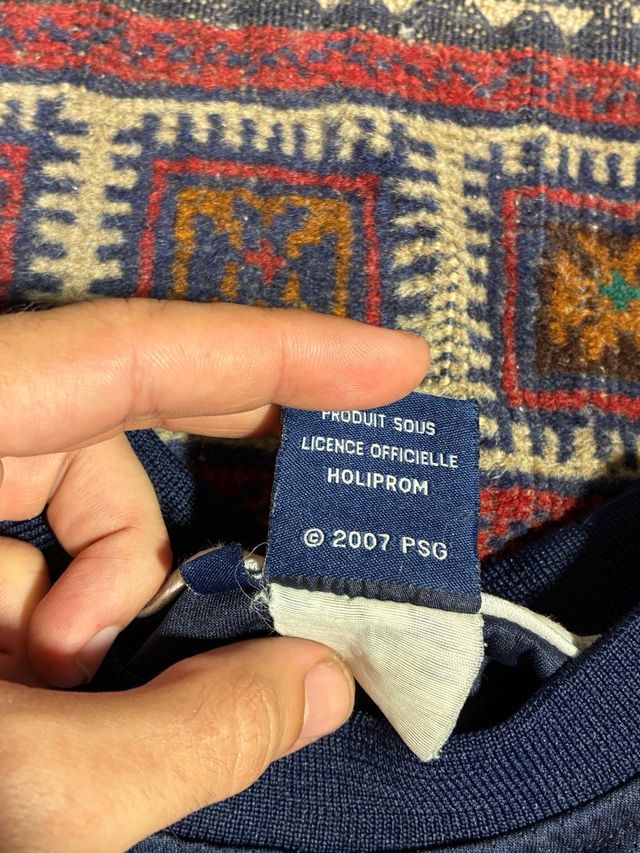 PRODUIT SOUS
LICENCE OFFICIELLE
HOLIPROM
© 2007 PSG